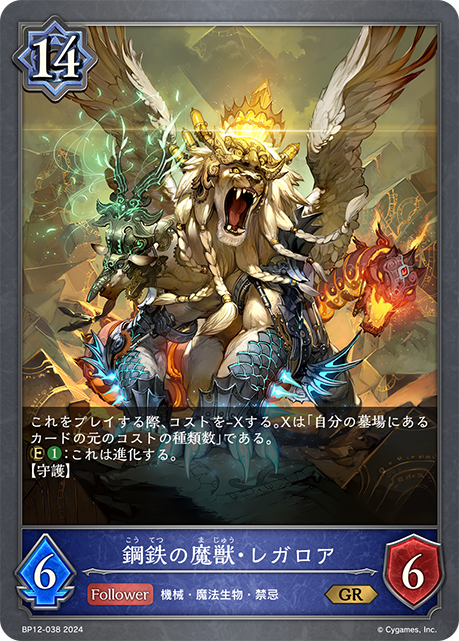 14
これをプレイする際、コストを-Xする。Xは「自分の墓場にある
カードの元のコストの種類数」である。
E 1:これは進化する。
【守護】
こうてつ まじゅう
鋼鉄の魔獣・レガロア
6
Follower 機械・魔法生物・禁忌 GR
6
BP12-038 2024
© Cygames, Inc.